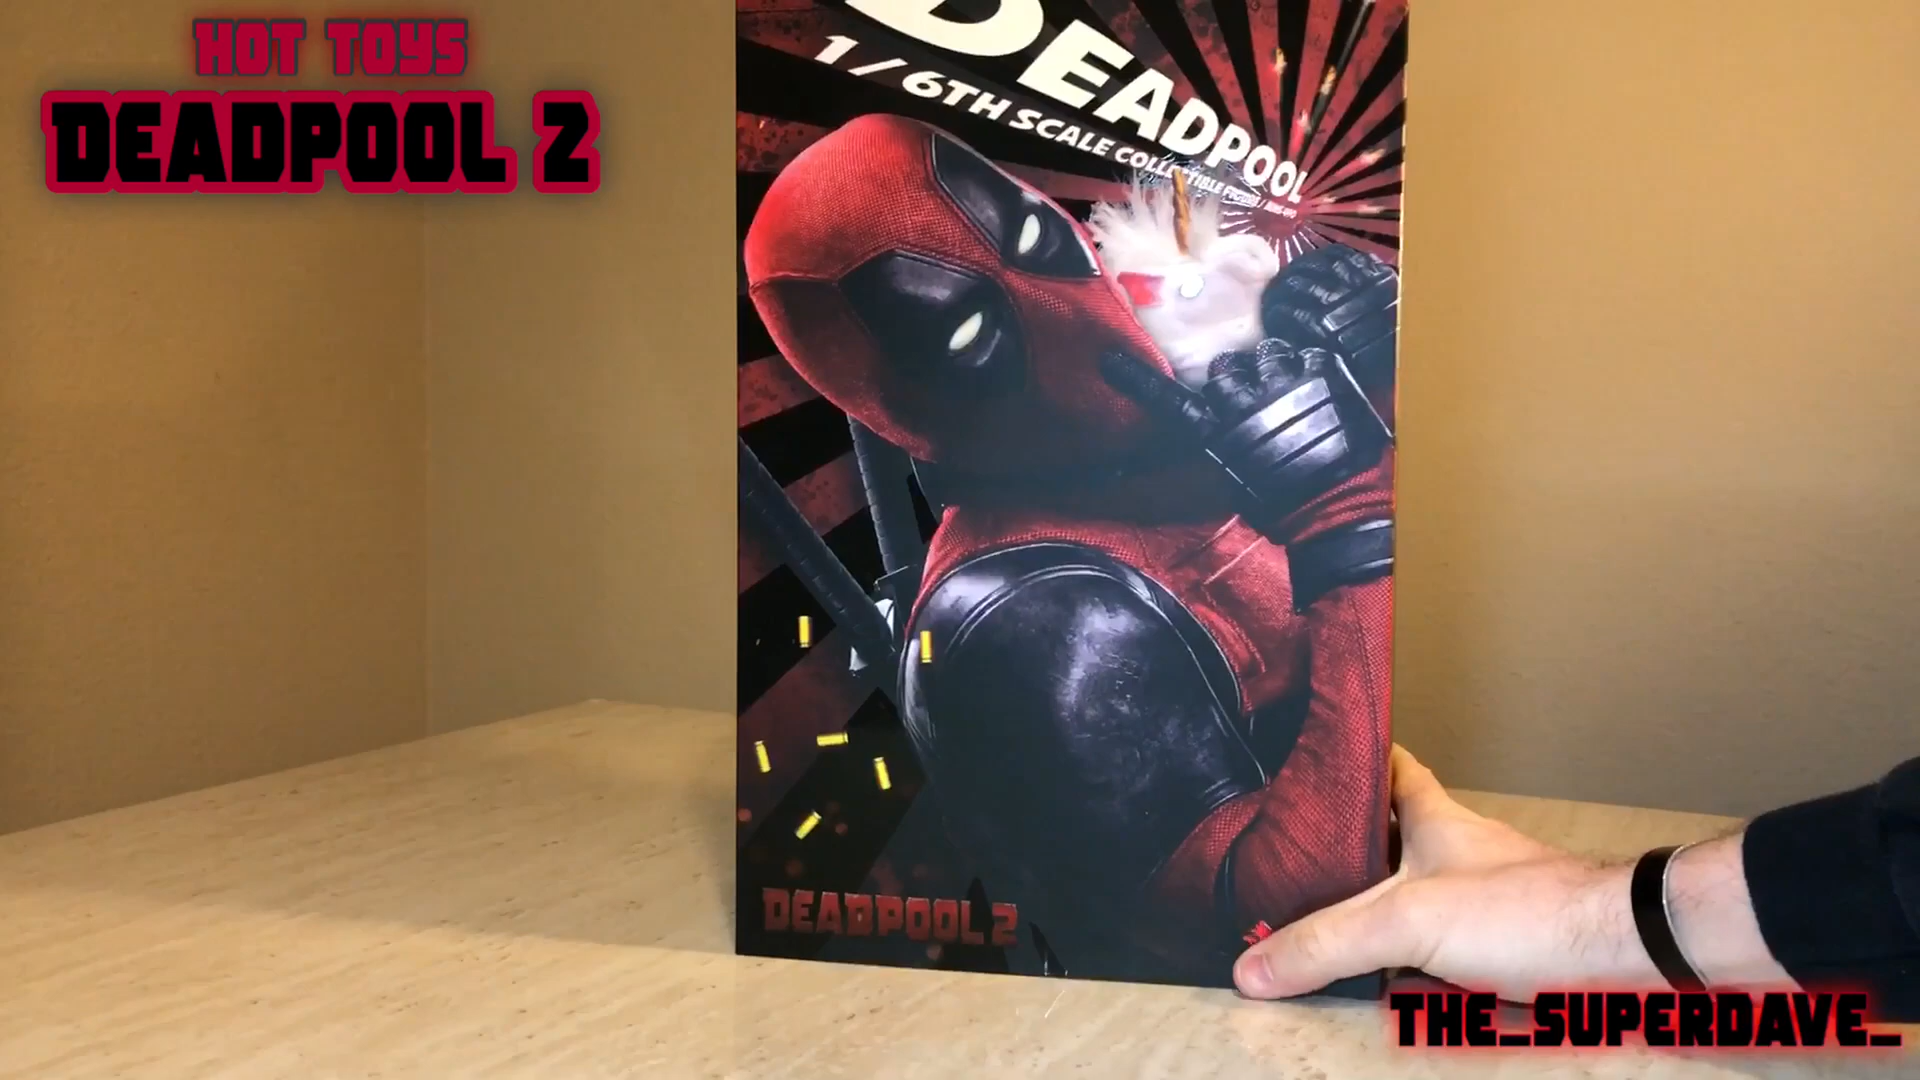 HOT TOYS
DEADPOOL 2
DEADPOOL
1/6TH SCALE COLLECTIBLE FIGURE
DEADPOOL 2
THE_SUPERDAVE_